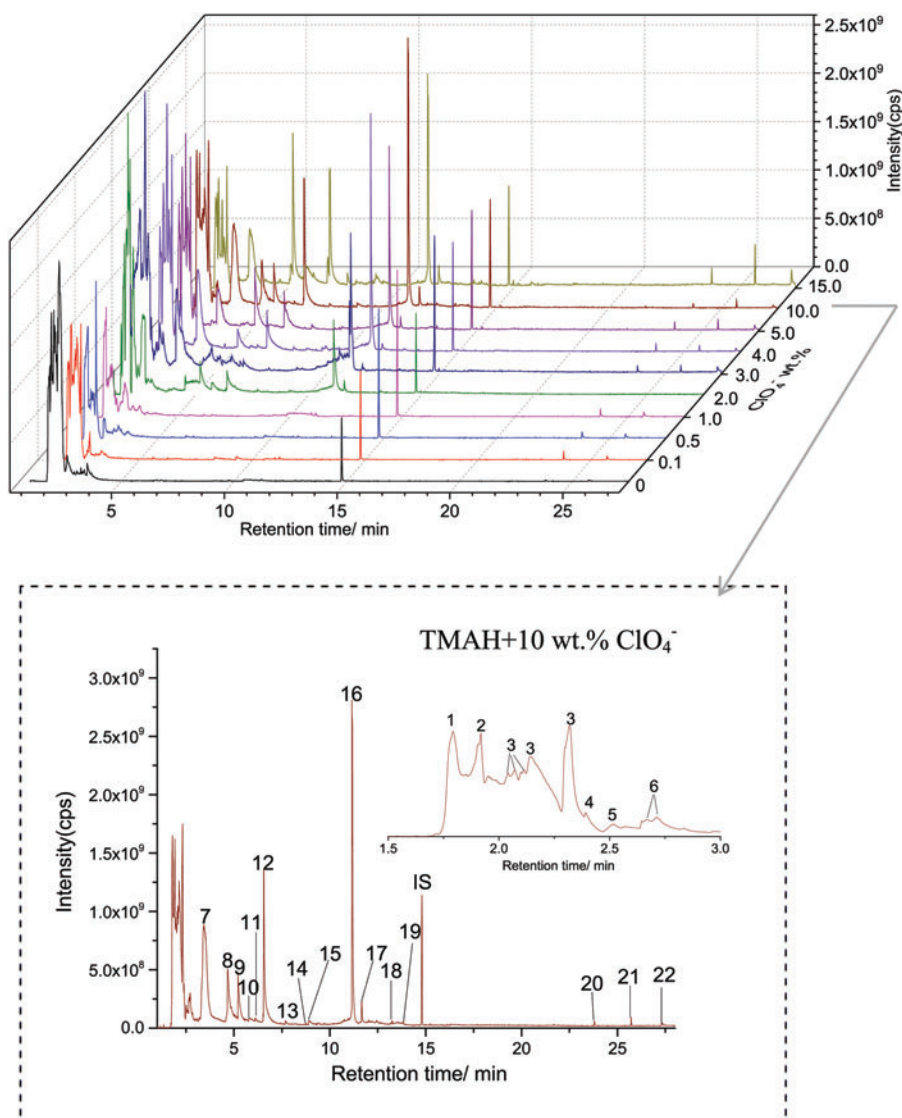 2.5x10⁹
2.0x10⁹
1.5x10⁹
1.0x10⁹
5.0x10⁸
0.0
Intensity(cps)
15.0
10.0
5.0
4.0
3.0
2.0
1.0
0.5
0.1
0
ClO₄⁻ wt.%
5 10 15 20 25
Retention time/ min
TMAH+10 wt.% ClO₄⁻
3.0x10⁹
2.5x10⁹
2.0x10⁹
1.5x10⁹
1.0x10⁹
5.0x10⁸
0.0
Intensity(cps)
7
8
9
10
11
12
13
14
15
16
17
18
19
IS
20
21
22
5 10 15 20 25
Retention time/ min
1
2
3
3
3
4
5
6
1.5 2.0 2.5 3.0
Retention time/ min